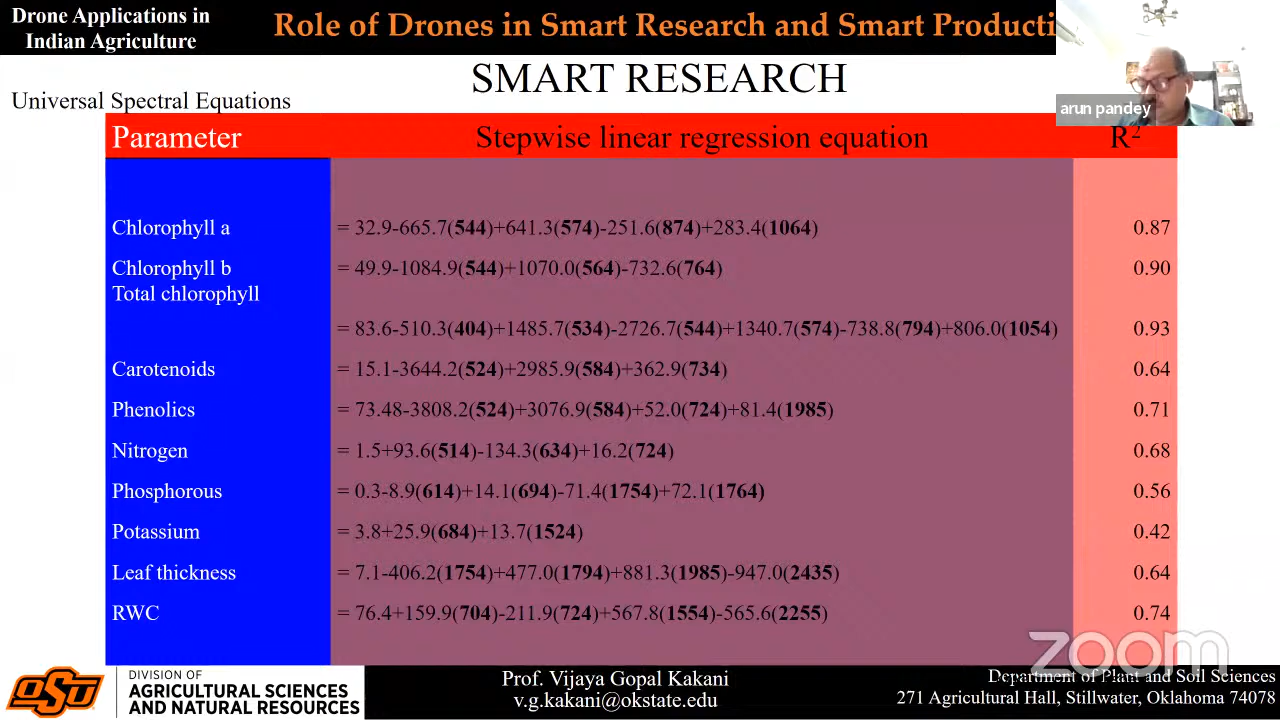 Drone Applications in
Indian Agriculture
Role of Drones in Smart Research and Smart Producti
SMART RESEARCH
arun pandey
Universal Spectral Equations
Parameter Stepwise linear regression equation R²
Chlorophyll a = 32.9-665.7(544)+641.3(574)-251.6(874)+283.4(1064) 0.87
Chlorophyll b = 49.9-1084.9(544)+1070.0(564)-732.6(764) 0.90
Total chlorophyll
= 83.6-510.3(404)+1485.7(534)-2726.7(544)+1340.7(574)-738.8(794)+806.0(1054) 0.93
Carotenoids = 15.1-3644.2(524)+2985.9(584)+362.9(734) 0.64
Phenolics = 73.48-3808.2(524)+3076.9(584)+52.0(724)+81.4(1985) 0.71
Nitrogen = 1.5+93.6(514)-134.3(634)+16.2(724) 0.68
Phosphorous = 0.3-8.9(614)+14.1(694)-71.4(1754)+72.1(1764) 0.56
Potassium = 3.8+25.9(684)+13.7(1524) 0.42
Leaf thickness = 7.1-406.2(1754)+477.0(1794)+881.3(1985)-947.0(2435) 0.64
RWC = 76.4+159.9(704)-211.9(724)+567.8(1554)-565.6(2255) 0.74
zoom
OSU
DIVISION OF
AGRICULTURAL SCIENCES
AND NATURAL RESOURCES
Prof. Vijaya Gopal Kakani
v.g.kakani@okstate.edu
Department of Plant and Soil Sciences
271 Agricultural Hall, Stillwater, Oklahoma 74078